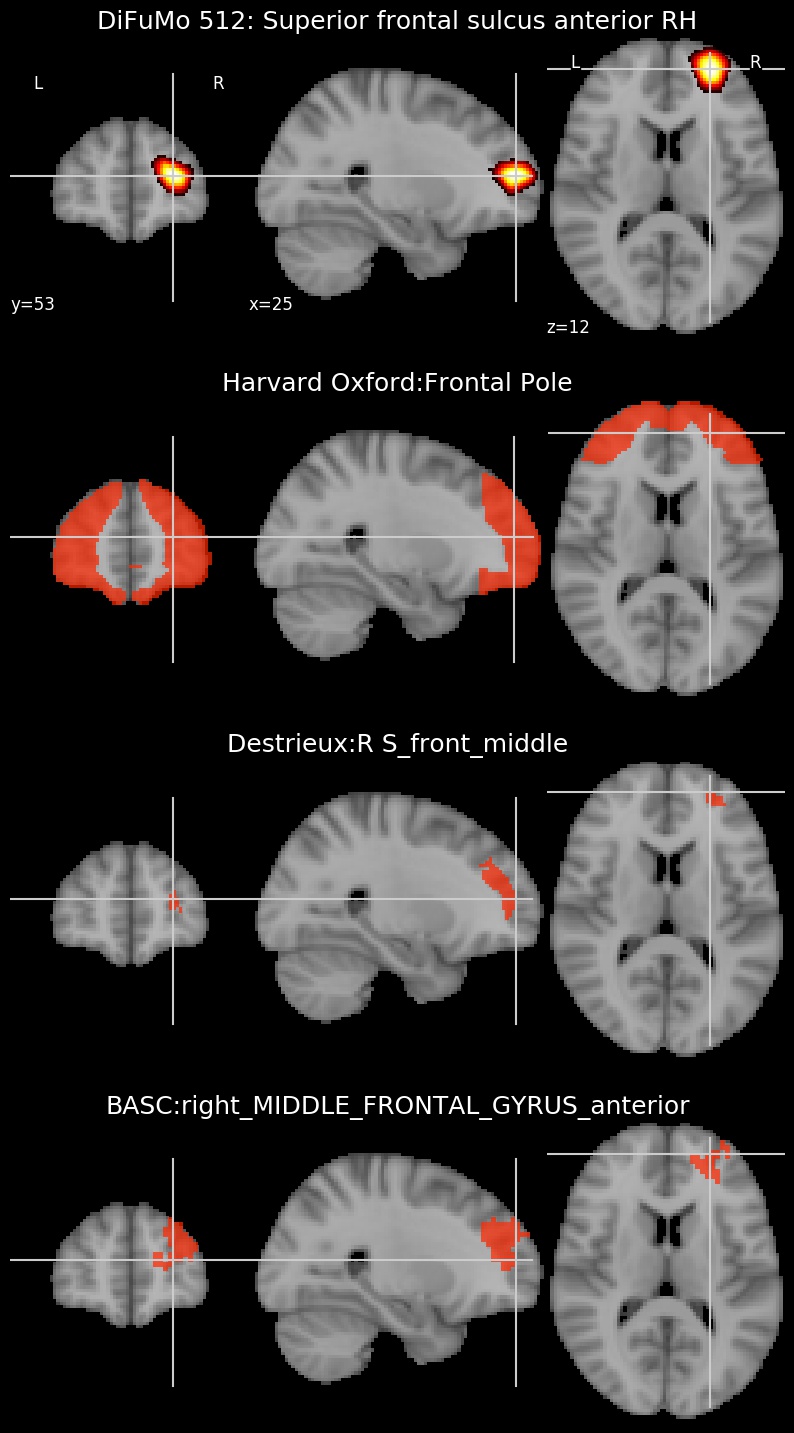 DiFuMo 512: Superior frontal sulcus anterior RH
L R L R
y=53 x=25 z=12
Harvard Oxford:Frontal Pole
Destrieux:R S_front_middle
BASC:right_MIDDLE_FRONTAL_GYRUS_anterior